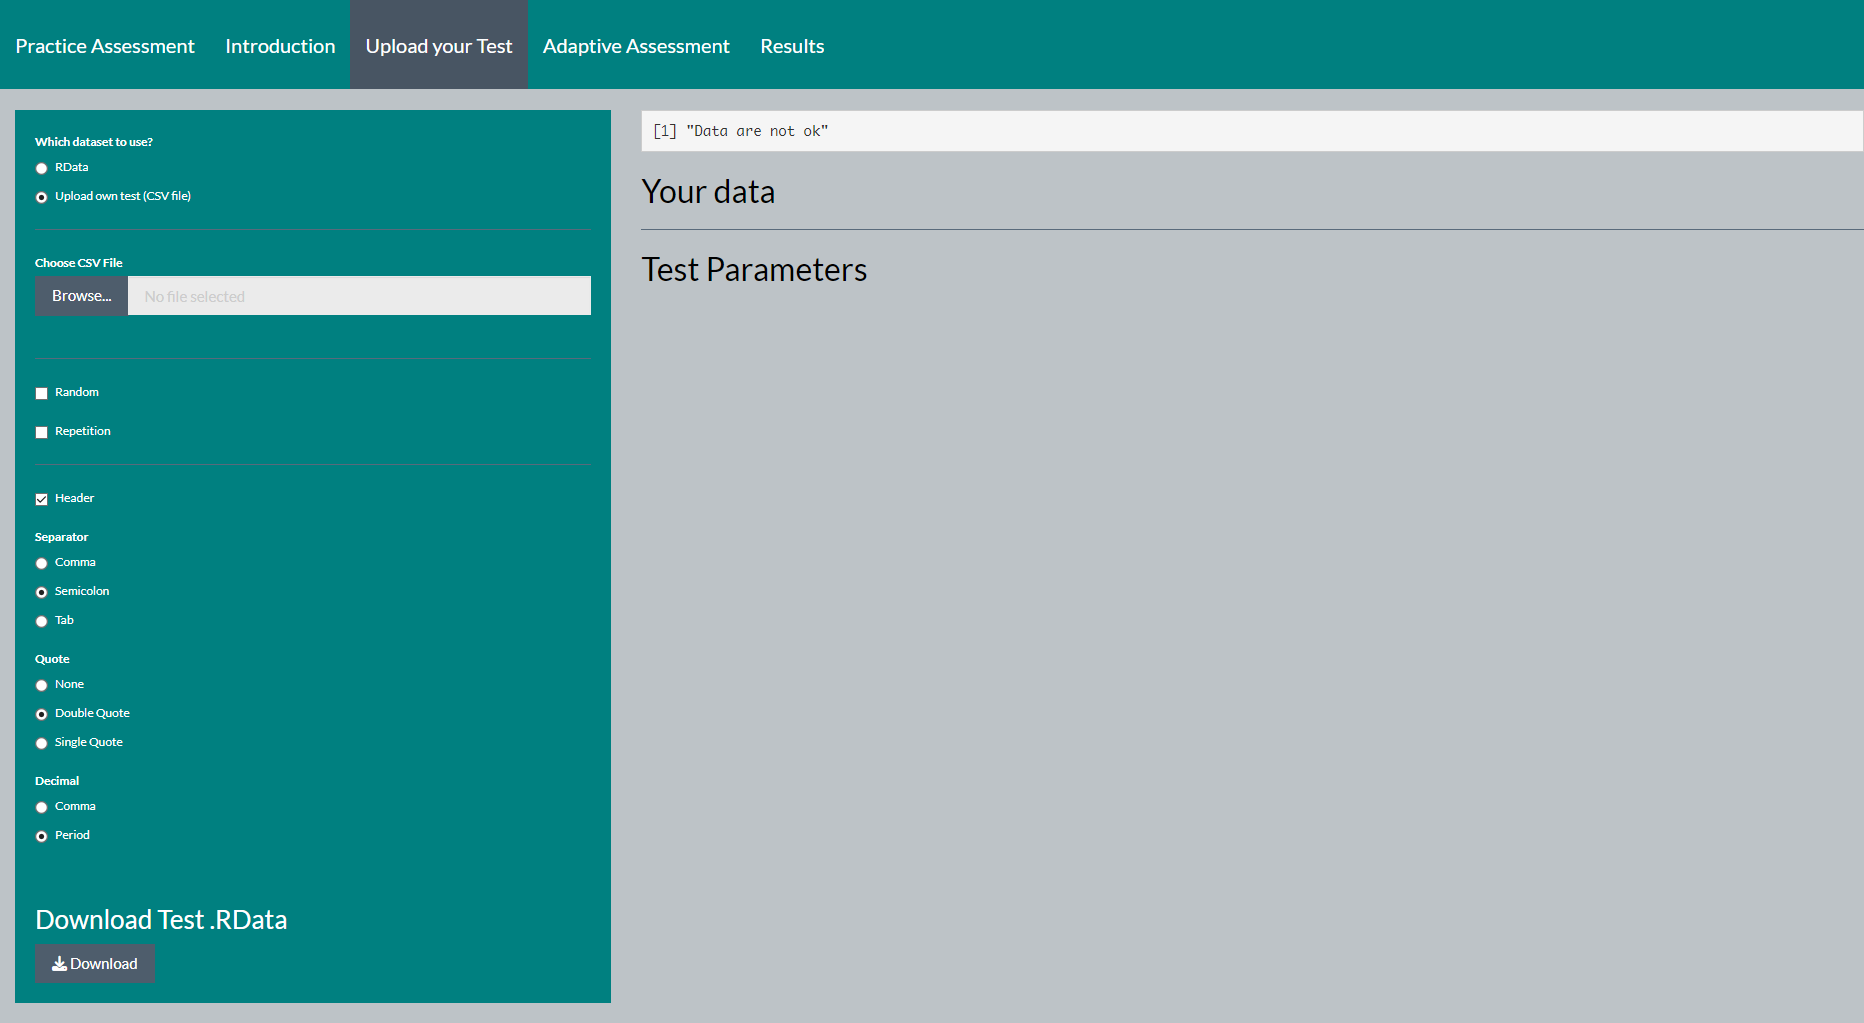 Practice Assessment Introduction Upload your Test Adaptive Assessment Results
Which dataset to use?
RData
Upload own test (CSV file)
Choose CSV File
Browse... No file selected
Random
Repetition
Header
Separator
Comma
Semicolon
Tab
Quote
None
Double Quote
Single Quote
Decimal
Comma
Period
Download Test .RData
Download
[1] "Data are not ok"
Your data
Test Parameters